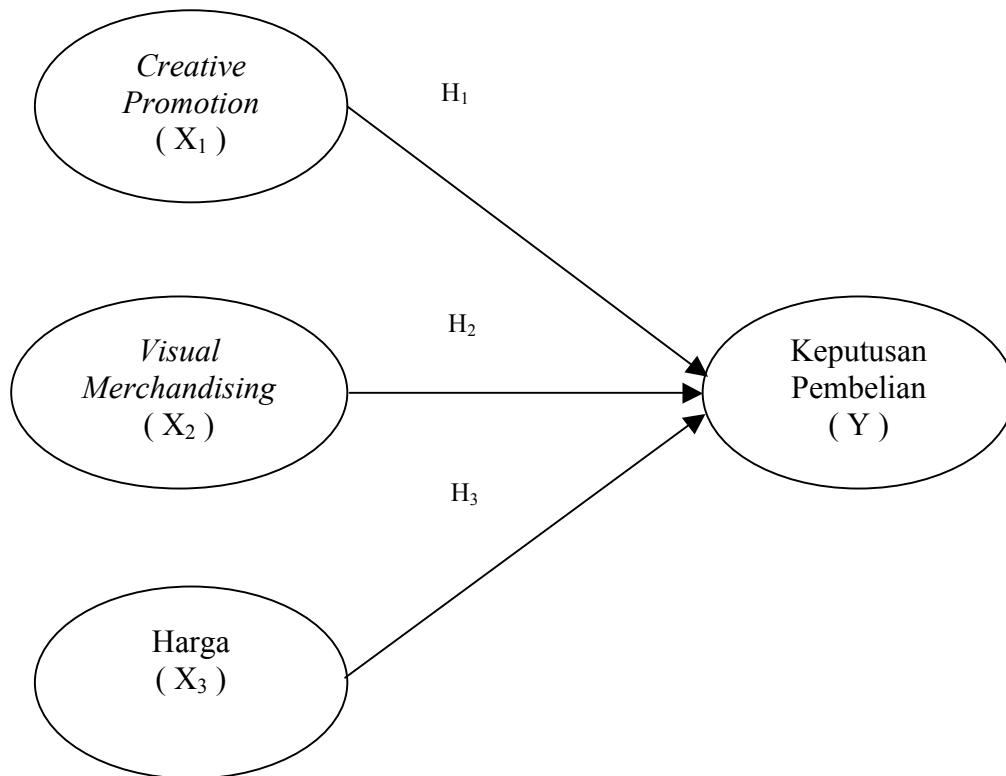 Creative
Promotion
( X₁ )
H₁
Visual
Merchandising
( X₂ )
H₂
Keputusan
Pembelian
( Y )
H₃
Harga
( X₃ )